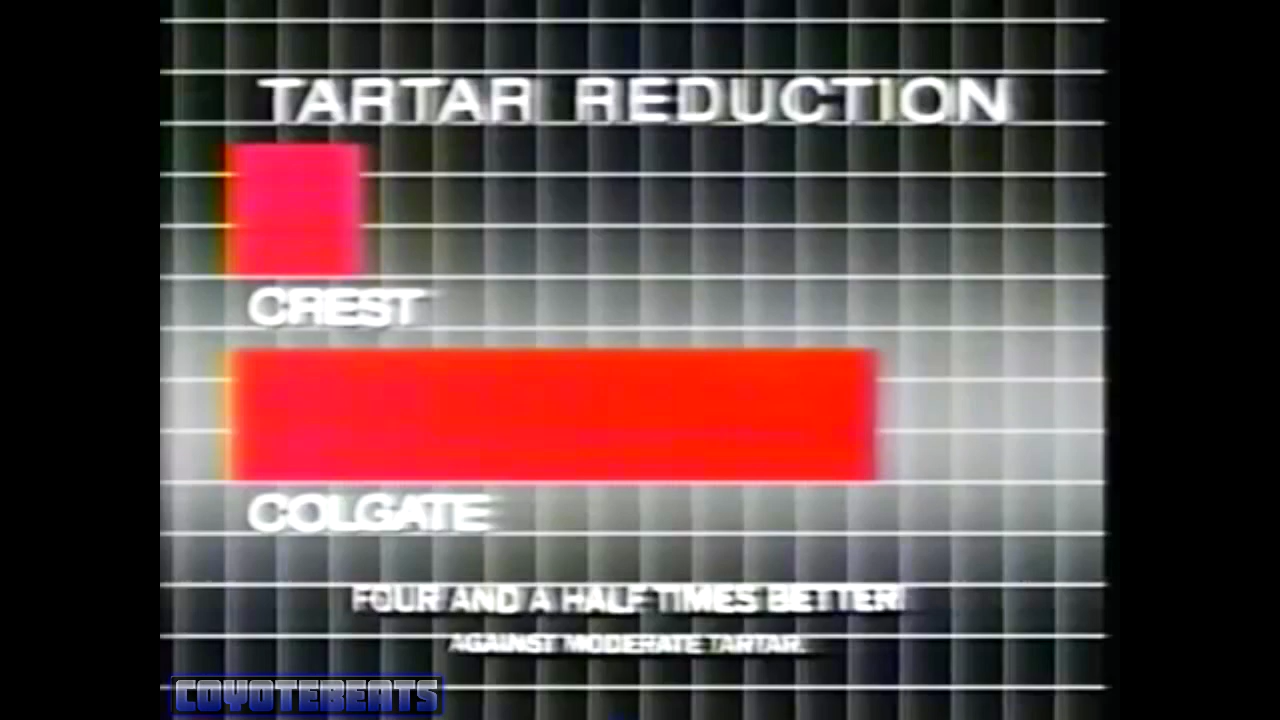 TARTAR REDUCTION
CREST
COLGATE
FOUR AND A HALF TIMES BETTER
AGAINST MODERATE TARTAR.
COYOTEBEATS